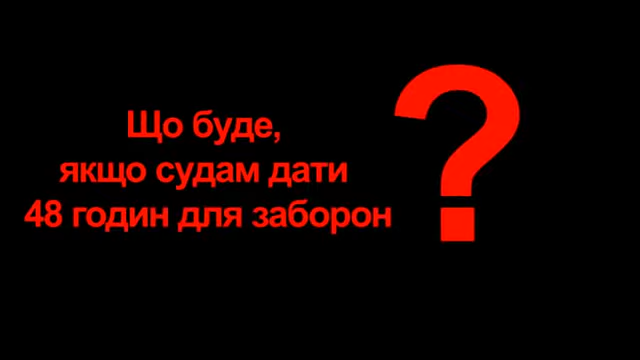 Що буде,
якщо судам дати
48 годин для заборон
?